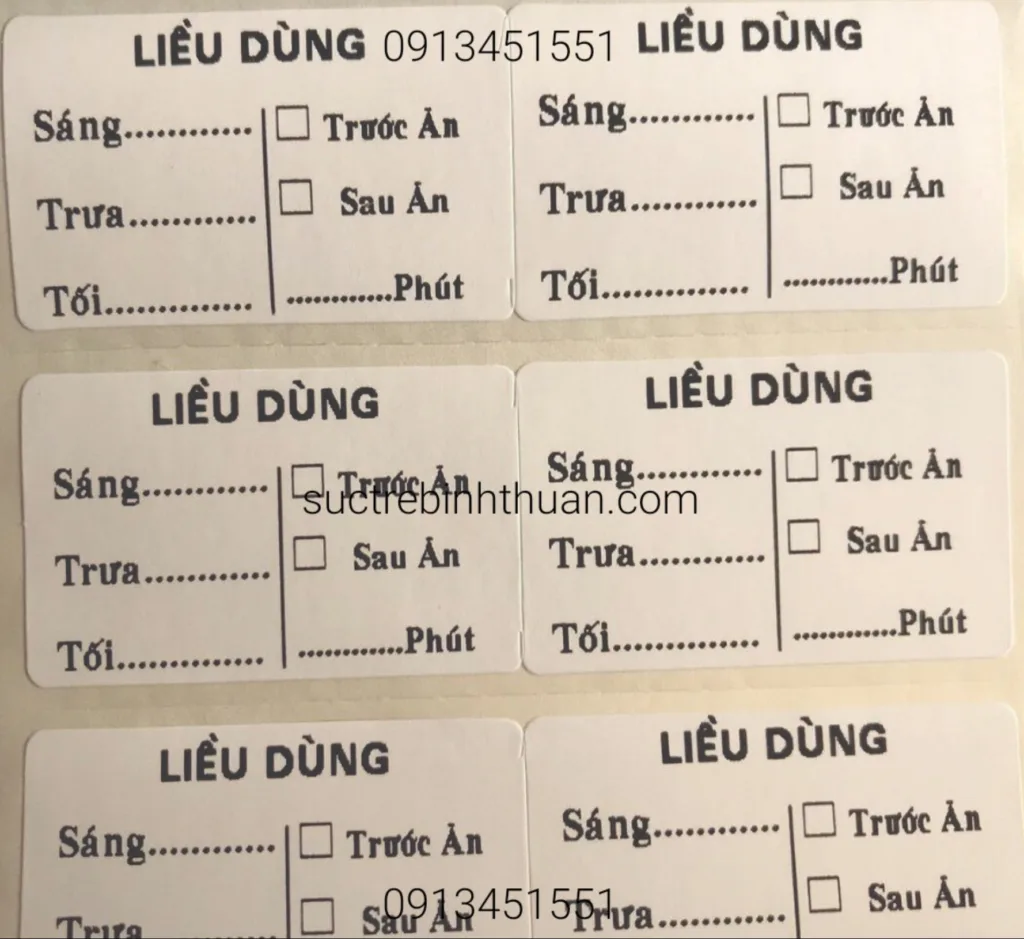 LIỀU DÙNG 0913451551 LIỀU DÙNG
Sáng............ Trước Ăn Sáng............ Trước Ăn
Trưa............ Sau Ăn Trưa............ Sau Ăn
Tối.............. ............Phút Tối.............. ............Phút
LIỀU DÙNG LIỀU DÙNG
Sáng............ Trước Ăn Sáng............ Trước Ăn
suctrebinhthuan.com
Trưa............ Sau Ăn Trưa............ Sau Ăn
Tối.............. ............Phút Tối.............. ............Phút
LIỀU DÙNG LIỀU DÙNG
Sáng............ Trước Ăn Sáng............ Trước Ăn
Trưa Sau Ăn 0913451551 Trưa............ Sau Ăn